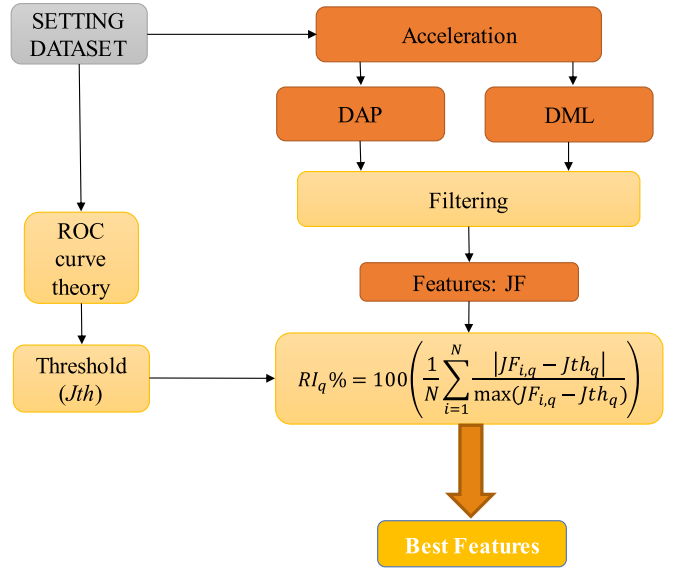 SETTING
DATASET
Acceleration
DAP
DML
Filtering
ROC
curve
theory
Features: JF
Threshold
(Jth)
RI_q% = 100(1/N ∑_{i=1}^{N} |JF_{i,q} − Jth_q| / max(JF_{i,q} − Jth_q))
Best Features